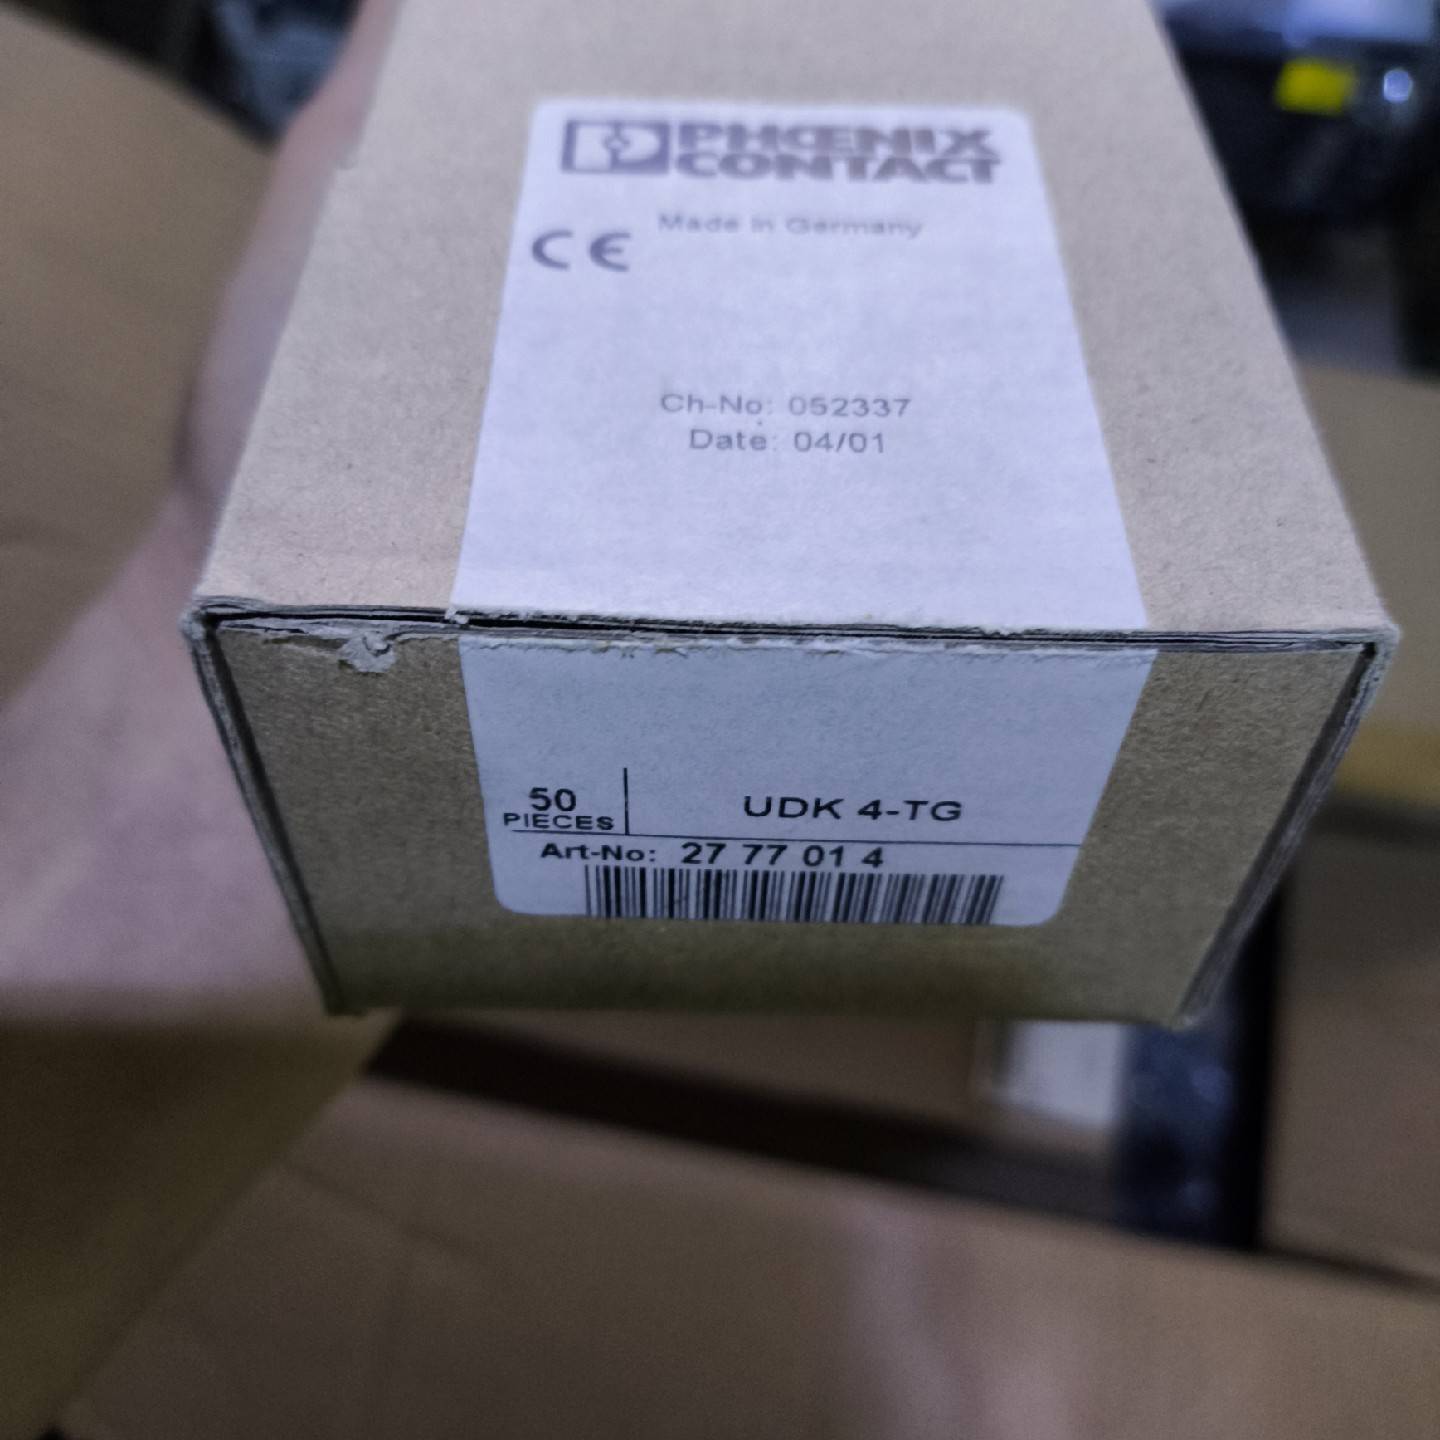 PHŒNIX
CONTACT
Made in Germany
CE
Ch-No: 052337
Date: 04/01
50
PIECES
UDK 4-TG
Art-No: 27 77 01 4